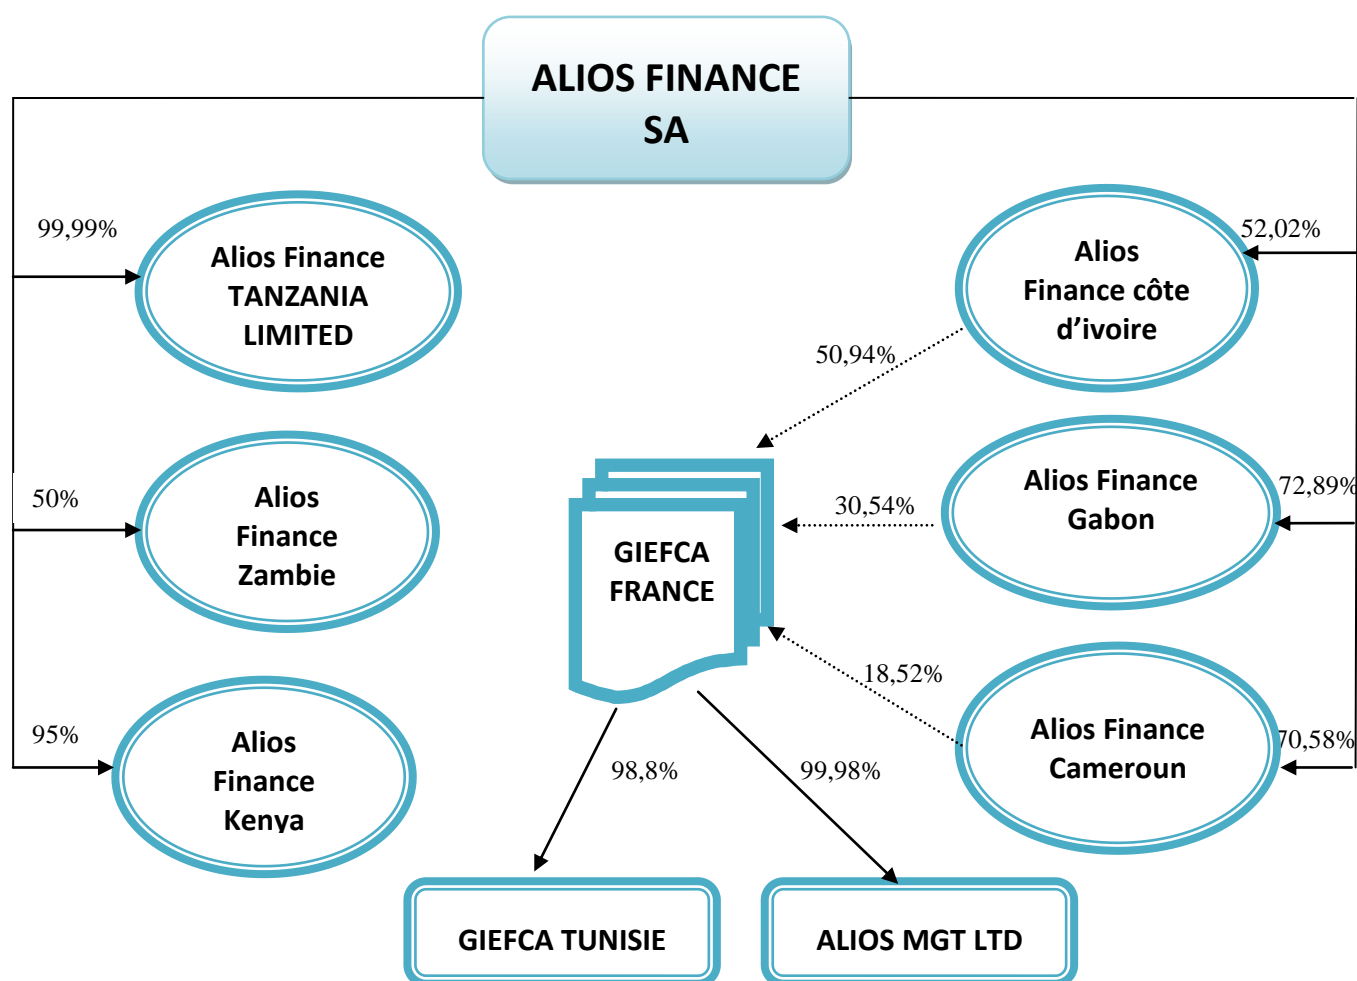 ALIOS FINANCE
SA
99,99%
Alios Finance
TANZANIA
LIMITED
Alios
Finance côte
d’ivoire
52,02%
50,94%
50%
Alios
Finance
Zambie
GIEFCA
FRANCE
30,54%
Alios Finance
Gabon
72,89%
18,52%
95%
Alios
Finance
Kenya
98,8%
99,98%
Alios Finance
Cameroun
70,58%
GIEFCA TUNISIE
ALIOS MGT LTD